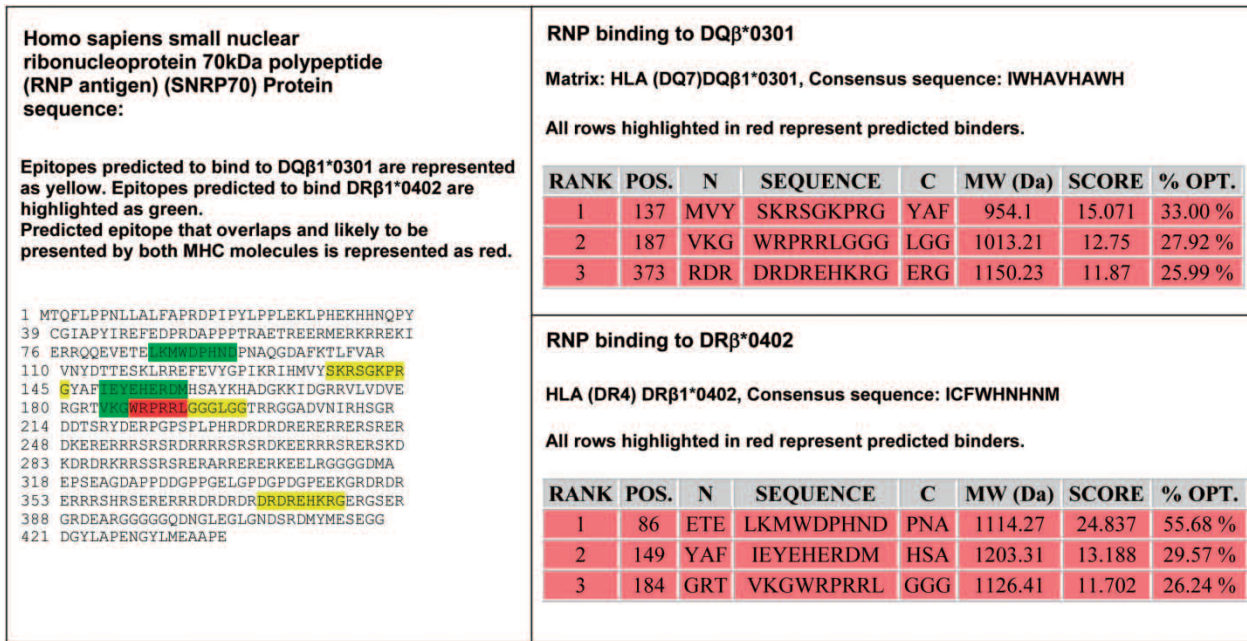 Homo sapiens small nuclear
ribonucleoprotein 70kDa polypeptide
(RNP antigen) (SNRP70) Protein
sequence:
Epitopes predicted to bind to DQβ1*0301 are represented
as yellow. Epitopes predicted to bind DRβ1*0402 are
highlighted as green.
Predicted epitope that overlaps and likely to be
presented by both MHC molecules is represented as red.
1 MTQFLPPNLLALFAPRDPIPYLPPLEKLPHEKHHNQPY
39 CGIAPYIREFEDPRDAPPPTRAETREERMERKRREKI
76 ERRQQEVETELKMWDPHNDPNAQGDAFKTLFVAR
110 VNYDTTESKLRREFEVYGPIKRIHMVYSKRSGKPR
145 GYAFIEYEHERDMHSAYKHADGKKIDGRRVLVDVE
180 RGRTVKGWRPRRLGGGLGGTRRGGADVNIRHSGR
214 DDTSRYDERPGPSPLPHRDRDRDRERERRERSRER
248 DKERERRRSRSRDRRRRSRSRDKEERRRSRERSKD
283 KDRDRKRRSSRSRERARRERERKEELRGGGGDMA
318 EPSEAGDAPPDDGPPGELGPDGPDGPEEKGRDRDR
353 ERRRSHRSERERRRDRDRDRDRDREHKRGERGSER
388 GRDEARGGGGGQDNGLEGLGNDSRDMYMESEGG
421 DGYLAPENGYLMEAAPE
RNP binding to DQβ*0301
Matrix: HLA (DQ7)DQβ1*0301, Consensus sequence: IWHAVHAWH
All rows highlighted in red represent predicted binders.
RANK POS. N SEQUENCE C MW (Da) SCORE % OPT.
1 137 MVY SKRSGKPRG YAF 954.1 15.071 33.00 %
2 187 VKG WRPRRLGGG LGG 1013.21 12.75 27.92 %
3 373 RDR DRDREHKRG ERG 1150.23 11.87 25.99 %
RNP binding to DRβ*0402
HLA (DR4) DRβ1*0402, Consensus sequence: ICFWHNHNM
All rows highlighted in red represent predicted binders.
RANK POS. N SEQUENCE C MW (Da) SCORE % OPT.
1 86 ETE LKMWDPHND PNA 1114.27 24.837 55.68 %
2 149 YAF IEYEHERDM HSA 1203.31 13.188 29.57 %
3 184 GRT VKGWRPRRL GGG 1126.41 11.702 26.24 %